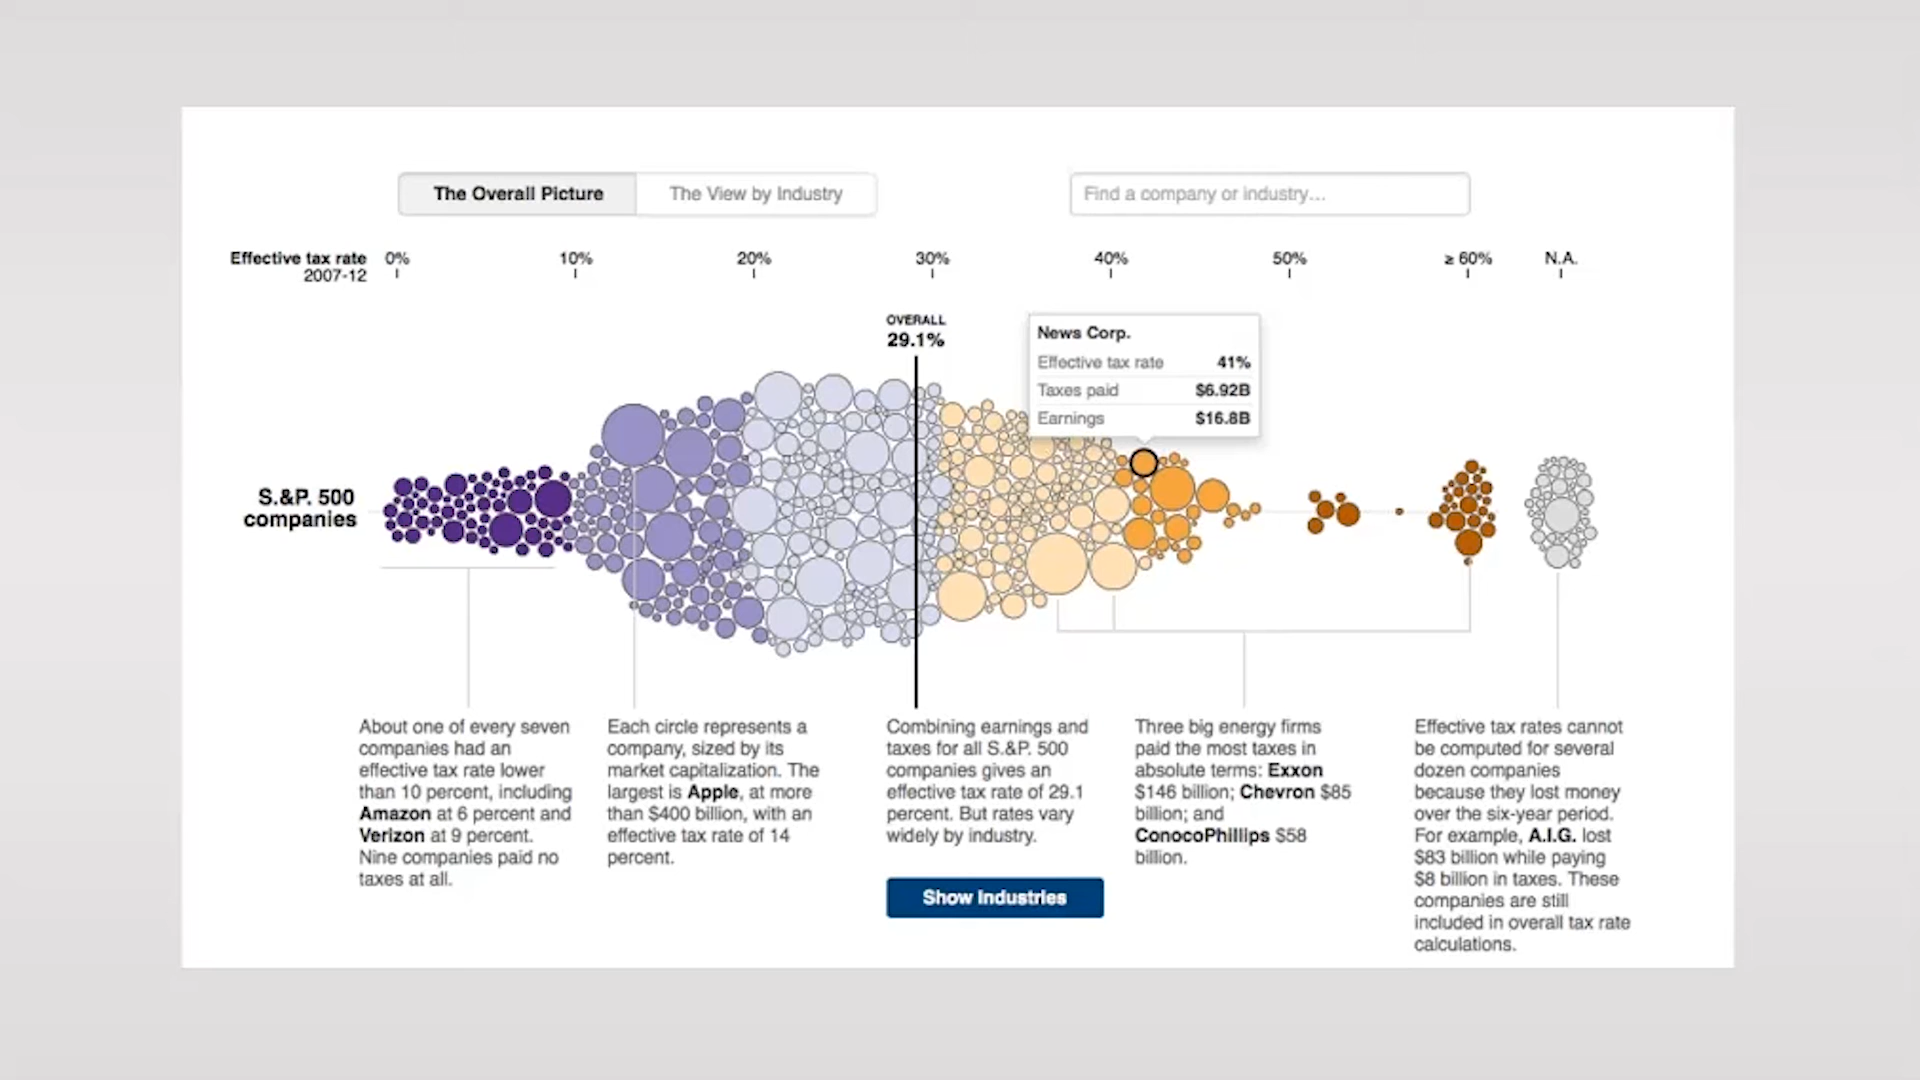 The Overall Picture
The View by Industry
Find a company or industry...
Effective tax rate
2007-12
0%
10%
20%
30%
40%
50%
≥ 60%
N.A.
OVERALL
29.1%
News Corp.
Effective tax rate 41%
Taxes paid $6.92B
Earnings $16.8B
S.&P. 500
companies
About one of every seven
companies had an
effective tax rate lower
than 10 percent, including
Amazon at 6 percent and
Verizon at 9 percent.
Nine companies paid no
taxes at all.
Each circle represents a
company, sized by its
market capitalization. The
largest is Apple, at more
than $400 billion, with an
effective tax rate of 14
percent.
Combining earnings and
taxes for all S.&P. 500
companies gives an
effective tax rate of 29.1
percent. But rates vary
widely by industry.
Show Industries
Three big energy firms
paid the most taxes in
absolute terms: Exxon
$146 billion; Chevron $85
billion; and
ConocoPhillips $58
billion.
Effective tax rates cannot
be computed for several
dozen companies
because they lost money
over the six-year period.
For example, A.I.G. lost
$83 billion while paying
$8 billion in taxes. These
companies are still
included in overall tax rate
calculations.